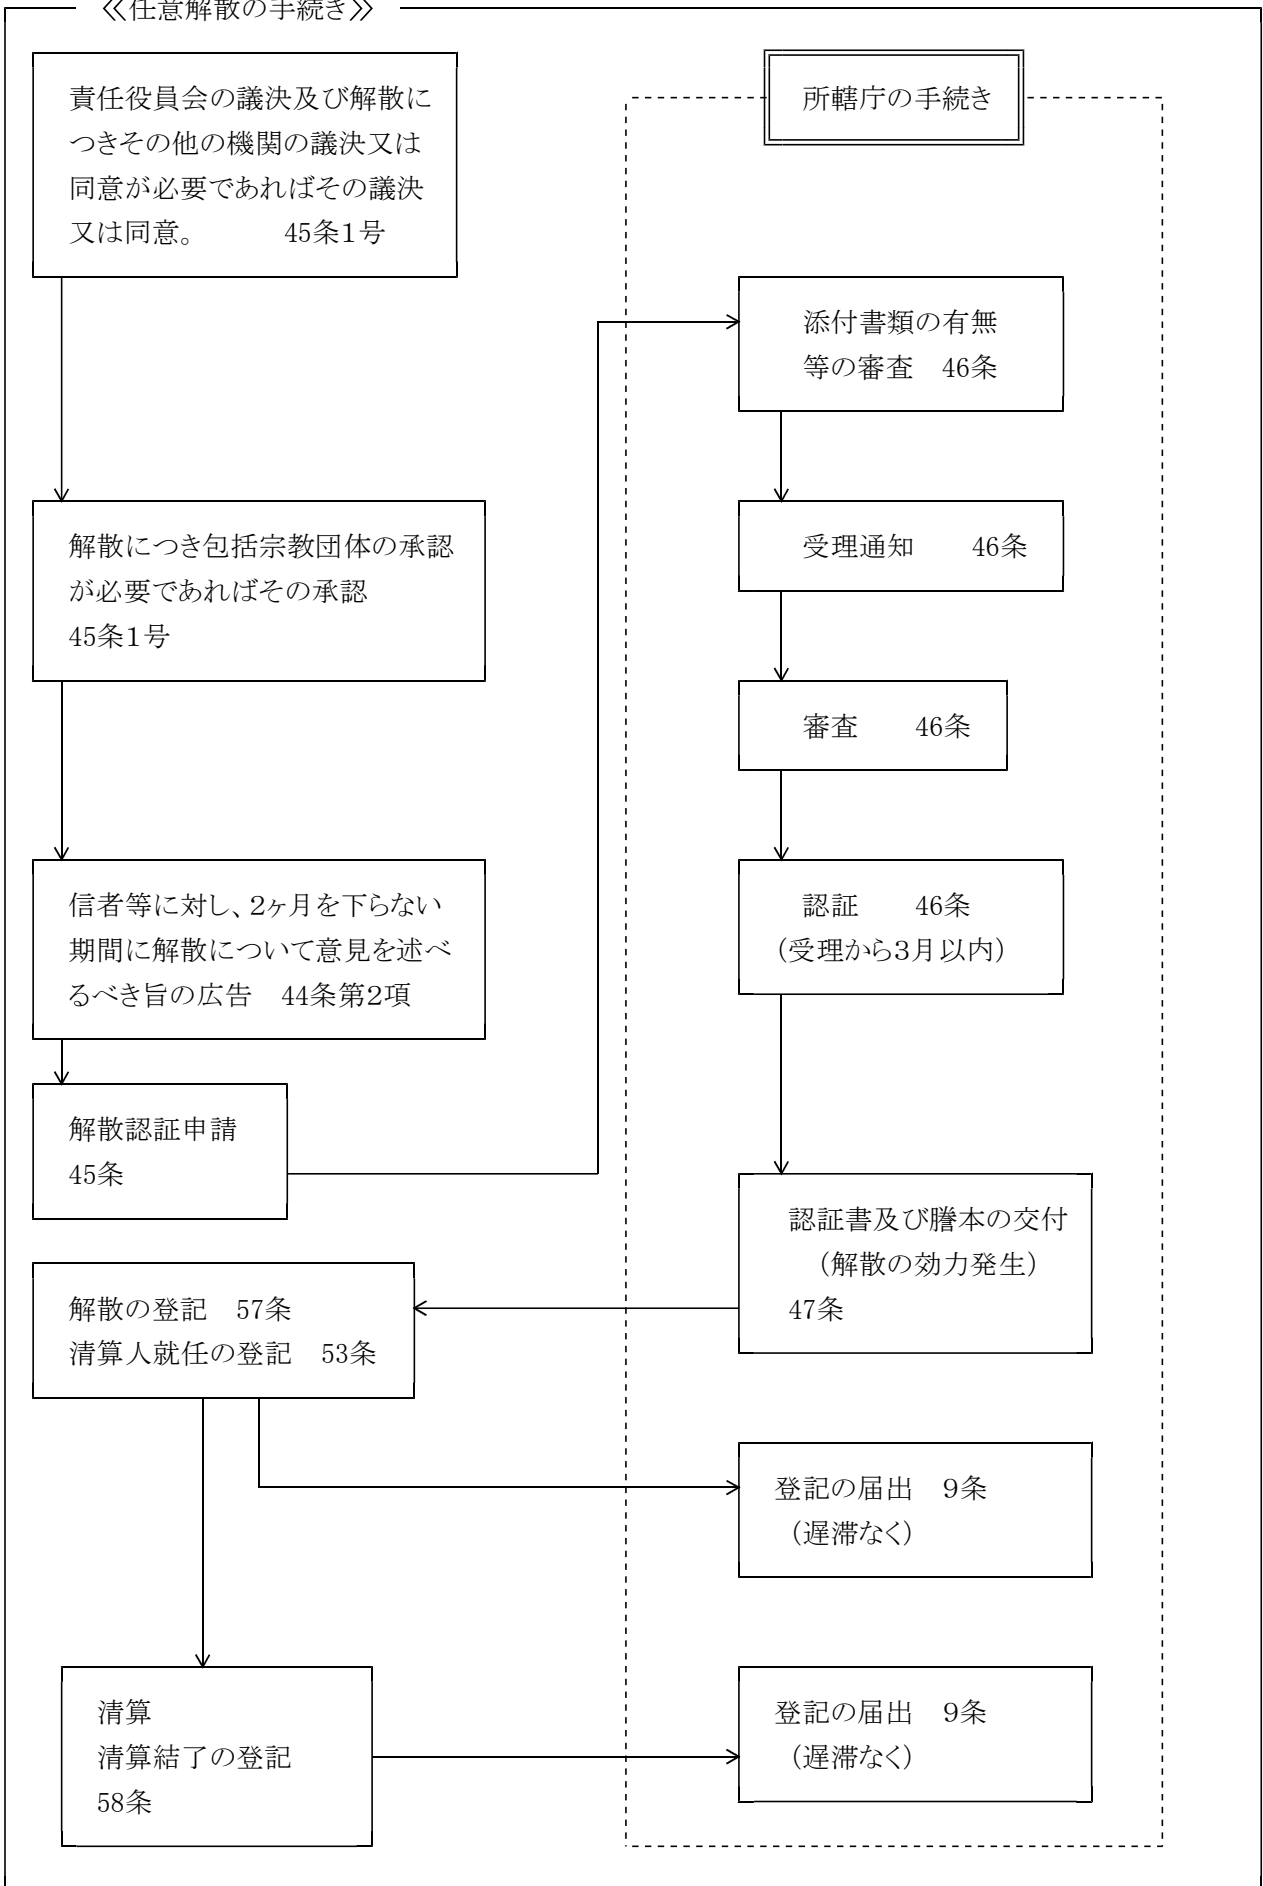 ≪任意解散の手続き≫
責任役員会の議決及び解散に
つきその他の機関の議決又は
同意が必要であればその議決
又は同意。　　　45条1号
解散につき包括宗教団体の承認
が必要であればその承認
45条1号
信者等に対し、2ヶ月を下らない
期間に解散について意見を述べ
るべき旨の広告　44条第2項
解散認証申請
45条
解散の登記　57条
清算人就任の登記　53条
清算
清算結了の登記
58条
所轄庁の手続き
添付書類の有無
等の審査　46条
受理通知　　46条
審査　　46条
認証　　46条
（受理から3月以内）
認証書及び謄本の交付
（解散の効力発生）
47条
登記の届出　9条
（遅滞なく）
登記の届出　9条
（遅滞なく）